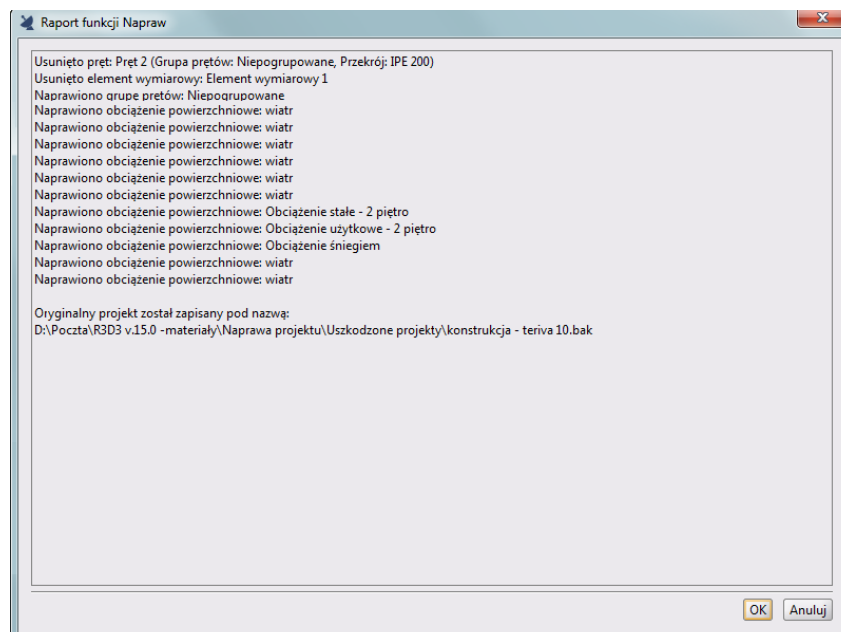 Raport funkcji Napraw
Usunięto pręt: Pręt 2 (Grupa prętów: Niepogrupowane, Przekrój: IPE 200)
Usunięto element wymiarowy: Element wymiarowy 1
Naprawiono grupe prętów: Niepogrupowane
Naprawiono obciążenie powierzchniowe: wiatr
Naprawiono obciążenie powierzchniowe: wiatr
Naprawiono obciążenie powierzchniowe: wiatr
Naprawiono obciążenie powierzchniowe: wiatr
Naprawiono obciążenie powierzchniowe: wiatr
Naprawiono obciążenie powierzchniowe: wiatr
Naprawiono obciążenie powierzchniowe: Obciążenie stałe - 2 piętro
Naprawiono obciążenie powierzchniowe: Obciążenie użytkowe - 2 piętro
Naprawiono obciążenie powierzchniowe: Obciążenie śniegiem
Naprawiono obciążenie powierzchniowe: wiatr
Naprawiono obciążenie powierzchniowe: wiatr
Oryginalny projekt został zapisany pod nazwą:
D:\Poczta\R3D3 v.15.0 -materiały\Naprawa projektu\Uszkodzone projekty\konstrukcja - teriva 10.bak
OK Anuluj